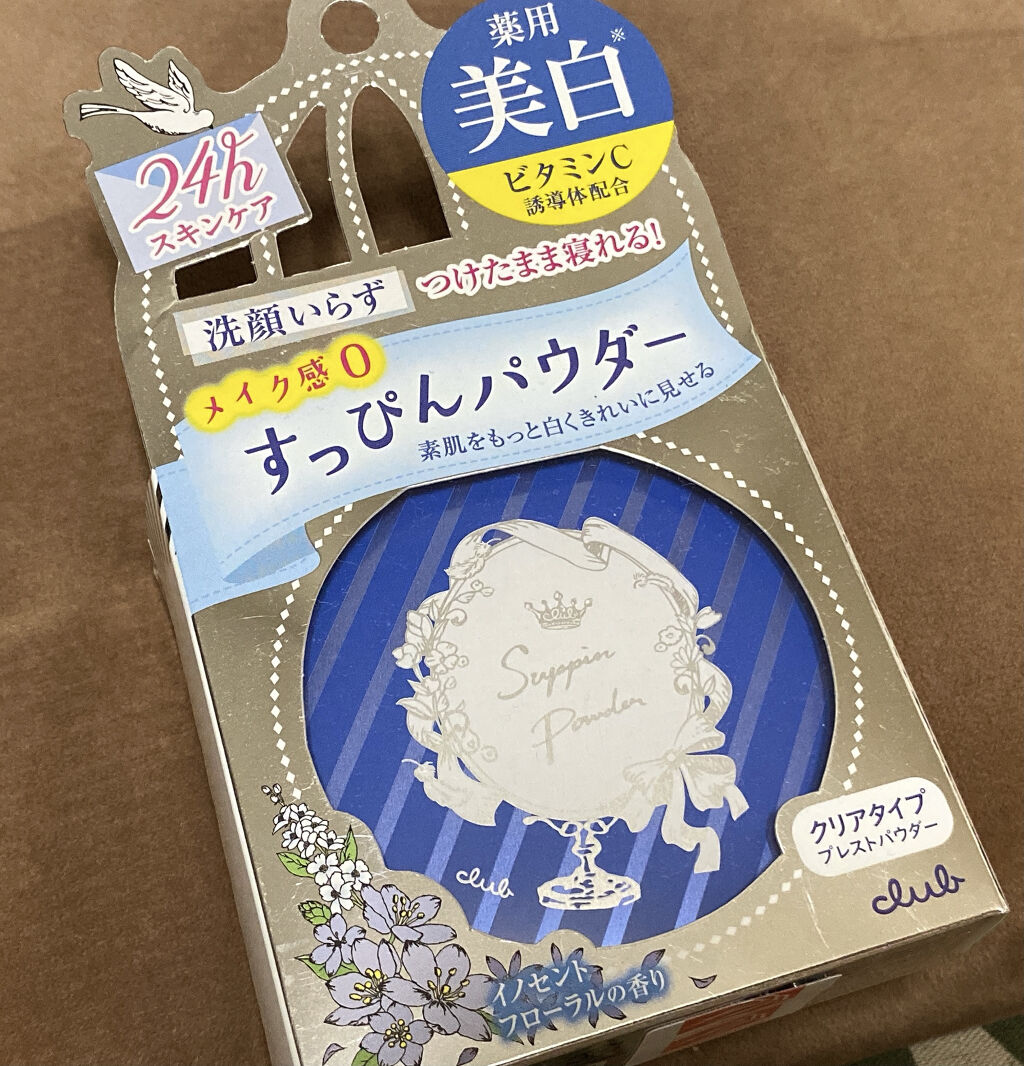 薬用
美白※
ビタミンC
誘導体配合
24h
スキンケア
つけたまま寝れる!
洗顔いらず
メイク感0
すっぴんパウダー
素肌をもっと白くきれいに見せる
club
Suppin
Powder
club
クリアタイプ
プレストパウダー
club
イノセント
フローラルの香り